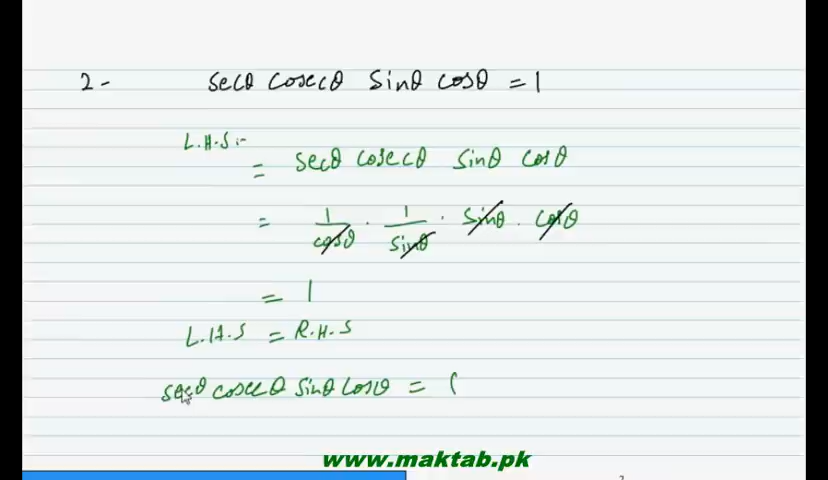 2- secθ cosecθ sinθ cosθ = 1
L.H.S :-
= secθ cosecθ sinθ cosθ
= 1/cosθ · 1/sinθ · sinθ · cosθ
= 1
L.H.S = R.H.S
secθ cosecθ sinθ cosθ = 1
www.maktab.pk